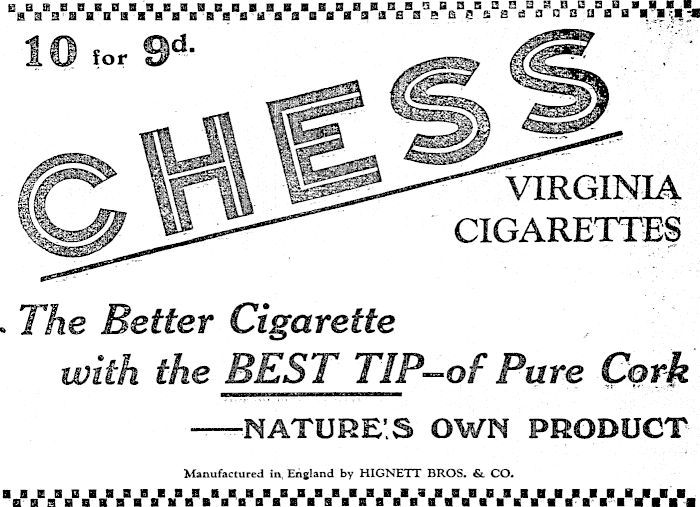 10 for 9d.
CHESS
VIRGINIA
CIGARETTES
The Better Cigarette
with the BEST TIP–of Pure Cork
—NATURE'S OWN PRODUCT
Manufactured in England by HIGNETT BROS. & CO.